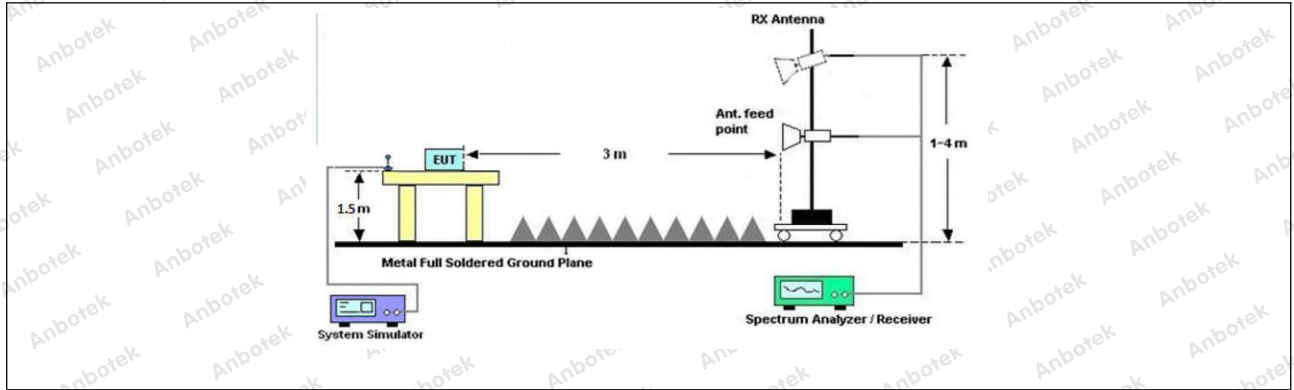 RX Antenna
Ant. feed
point
1~4 m
EUT
3 m
1.5 m
Metal Full Soldered Ground Plane
System Simulator
Spectrum Analyzer / Receiver
Anbotek